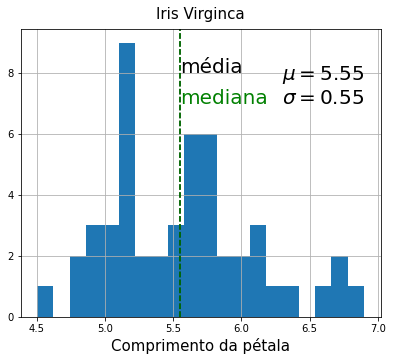 Iris Virginca
média
mediana
μ = 5.55
σ = 0.55
8
6
4
2
0
4.5 5.0 5.5 6.0 6.5 7.0
Comprimento da pétala